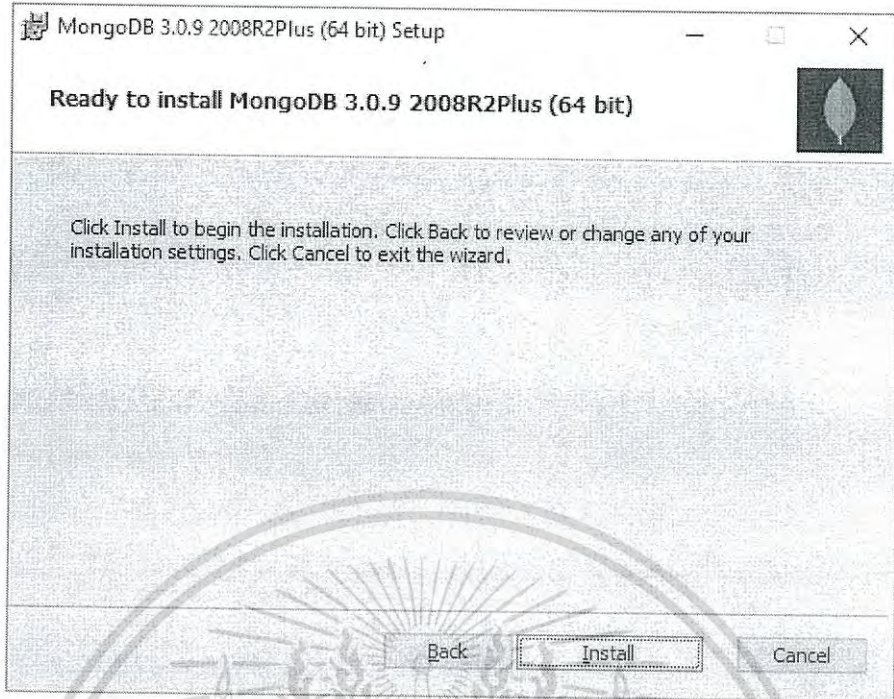 MongoDB 3.0.9 2008R2Plus (64 bit) Setup
Ready to install MongoDB 3.0.9 2008R2Plus (64 bit)
Click Install to begin the installation. Click Back to review or change any of your
installation settings. Click Cancel to exit the wizard.
Back Install Cancel